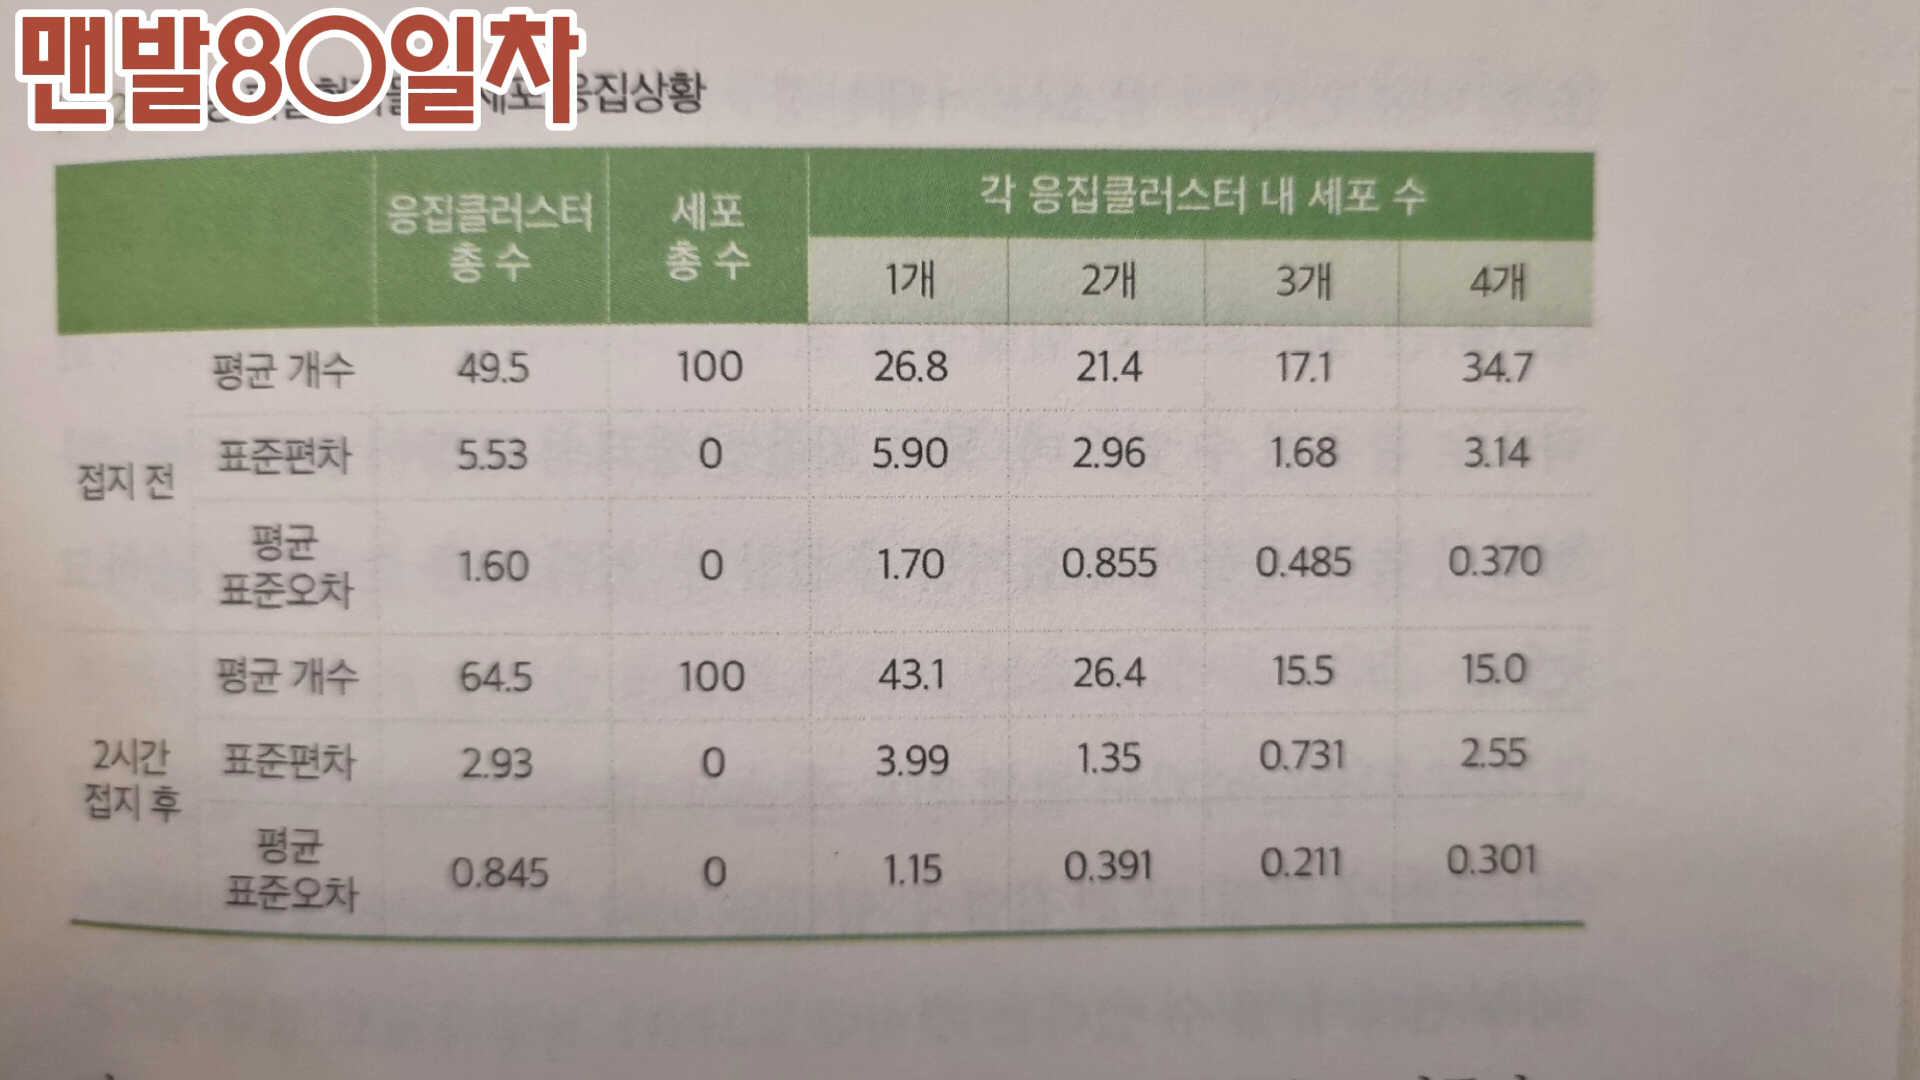 맨발80일차
세포 응집상황
응집클러스터 총 수 세포 총 수 각 응집클러스터 내 세포 수
1개 2개 3개 4개
접지 전
평균 개수 49.5 100 26.8 21.4 17.1 34.7
표준편차 5.53 0 5.90 2.96 1.68 3.14
평균 표준오차 1.60 0 1.70 0.855 0.485 0.370
2시간 접지 후
평균 개수 64.5 100 43.1 26.4 15.5 15.0
표준편차 2.93 0 3.99 1.35 0.731 2.55
평균 표준오차 0.845 0 1.15 0.391 0.211 0.301